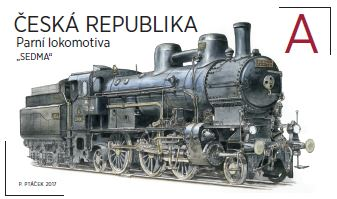 ČESKÁ REPUBLIKA
Parní lokomotiva
„SEDMA“
A
P. PTÁČEK 2017